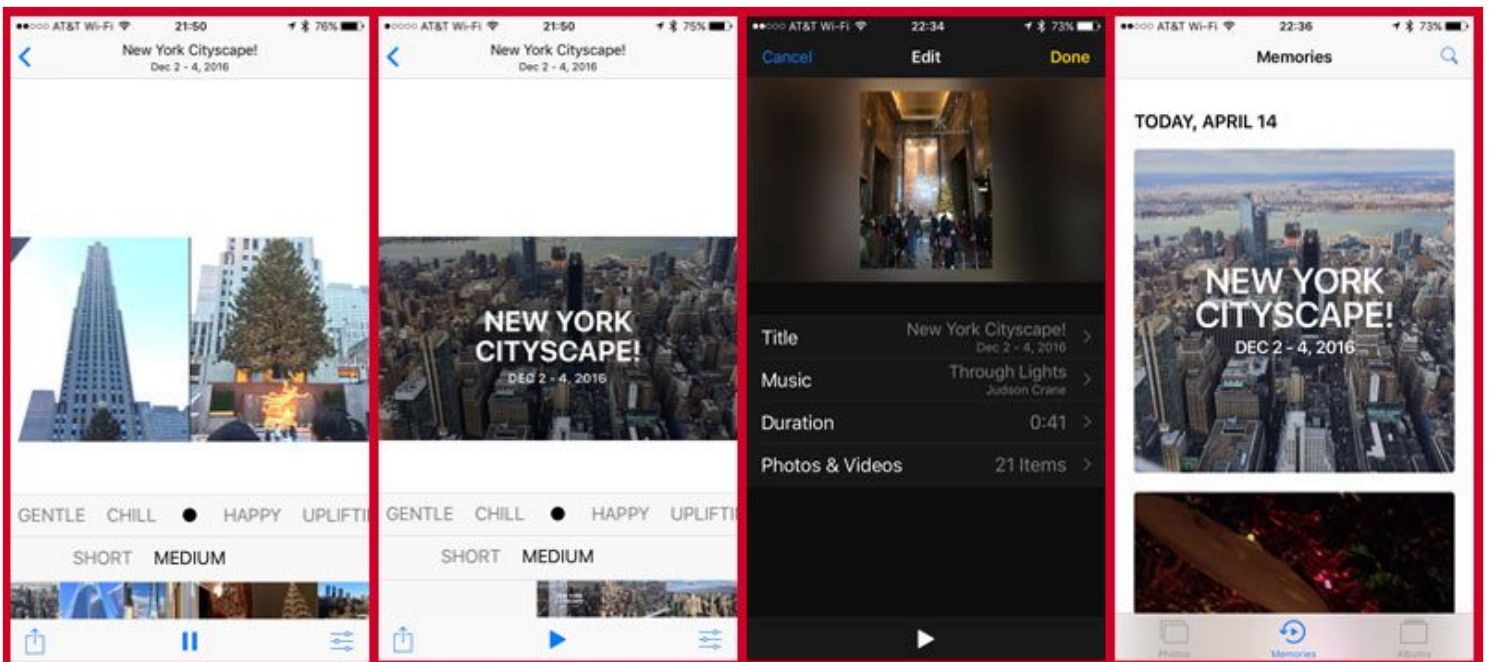 AT&T Wi-Fi 21:50 76%
New York Cityscape!
Dec 2 - 4, 2016
GENTLE CHILL HAPPY UPLIFTI
SHORT MEDIUM
AT&T Wi-Fi 21:50 75%
New York Cityscape!
Dec 2 - 4, 2016
NEW YORK
CITYSCAPE!
DEC 2 - 4, 2016
GENTLE CHILL HAPPY UPLIFTI
SHORT MEDIUM
AT&T Wi-Fi 22:34 73%
Cancel Edit Done
Title New York Cityscape!
Dec 2 - 4, 2016
Music Through Lights
Judson Crane
Duration 0:41
Photos & Videos 21 Items
AT&T Wi-Fi 22:36 73%
Memories
TODAY, APRIL 14
NEW YORK
CITYSCAPE!
DEC 2 - 4, 2016
Photos Memories Albums